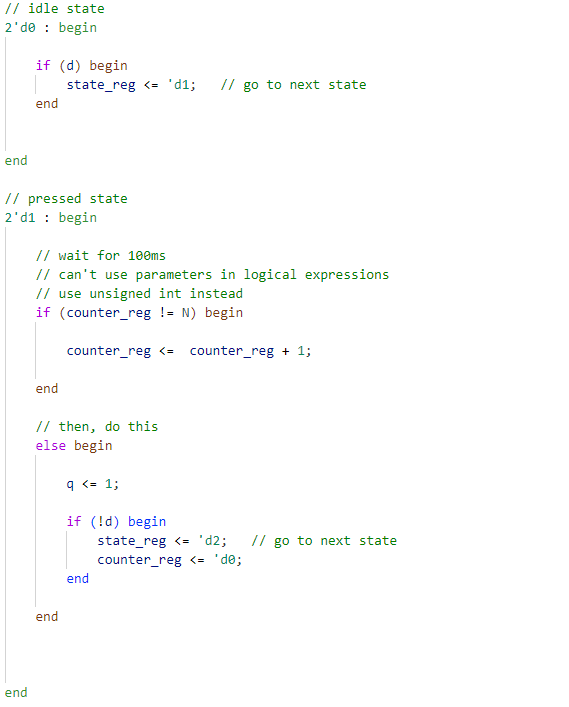 // idle state
2'd0 : begin
if (d) begin
state_reg <= 'd1;   // go to next state
end
end
// pressed state
2'd1 : begin
// wait for 100ms
// can't use parameters in logical expressions
// use unsigned int instead
if (counter_reg != N) begin
counter_reg <=  counter_reg + 1;
end
// then, do this
else begin
q <= 1;
if (!d) begin
state_reg <= 'd2;   // go to next state
counter_reg <= 'd0;
end
end
end